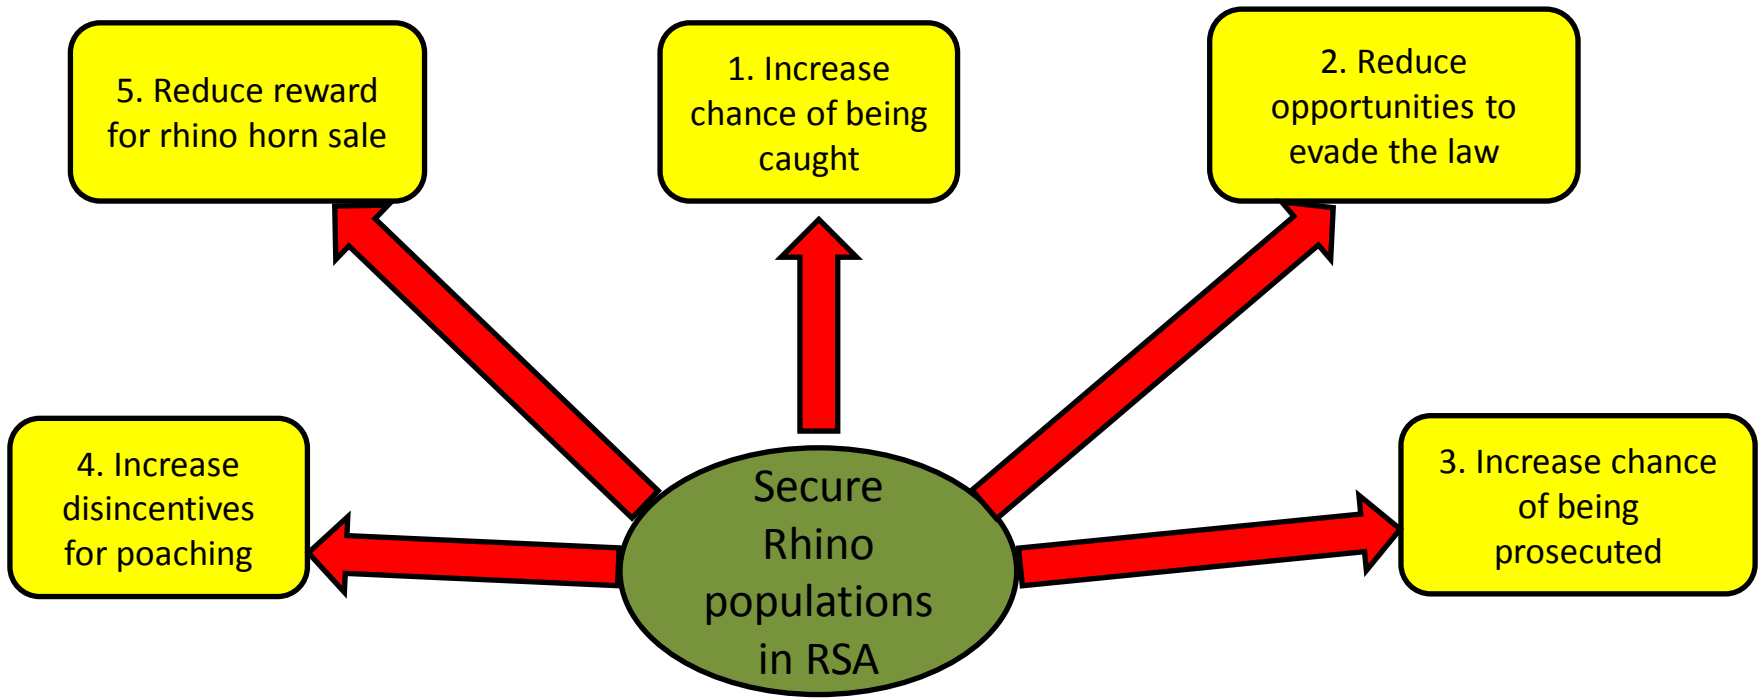 5. Reduce reward
for rhino horn sale
1. Increase
chance of being
caught
2. Reduce
opportunities to
evade the law
4. Increase
disincentives
for poaching
3. Increase chance
of being
prosecuted
Secure
Rhino
populations
in RSA